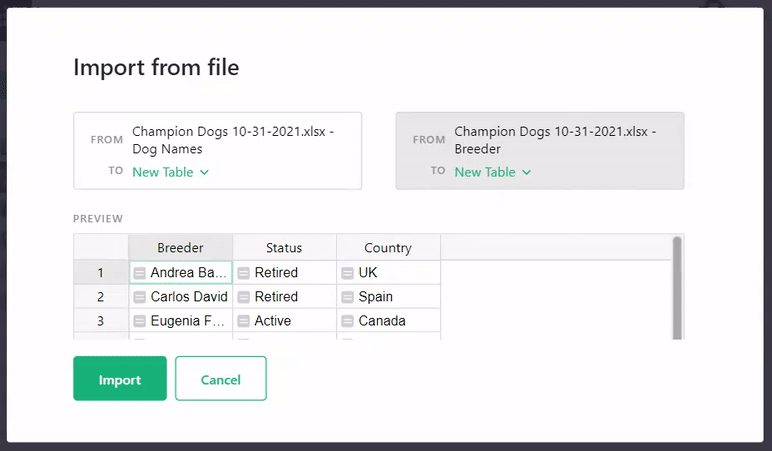 Import from file
FROM Champion Dogs 10-31-2021.xlsx -
Dog Names
TO New Table
FROM Champion Dogs 10-31-2021.xlsx -
Breeder
TO New Table
PREVIEW
Breeder Status Country
1 Andrea Ba... Retired UK
2 Carlos David Retired Spain
3 Eugenia F... Active Canada
Import Cancel